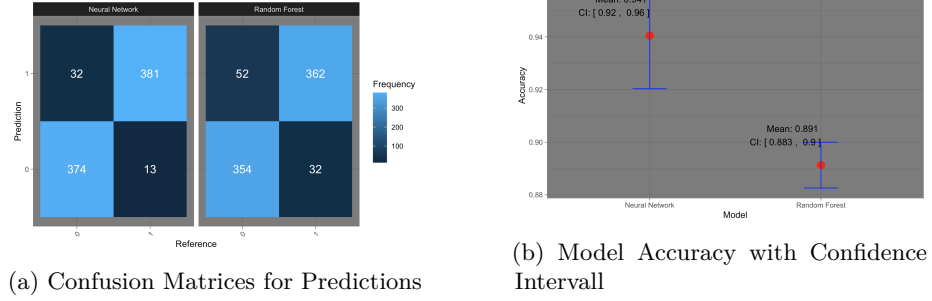 Neural Network
Random Forest
1
0
Prediction
32
381
374
13
52
362
354
32
0
1
0
1
Reference
Frequency
300
200
100
(a) Confusion Matrices for Predictions
CI: [ 0.92 , 0.96 ]
0.94
0.92
0.90
0.88
Accuracy
Mean: 0.891
CI: [ 0.883 , 0.9 ]
Neural Network
Random Forest
Model
(b) Model Accuracy with Confidence
Intervall